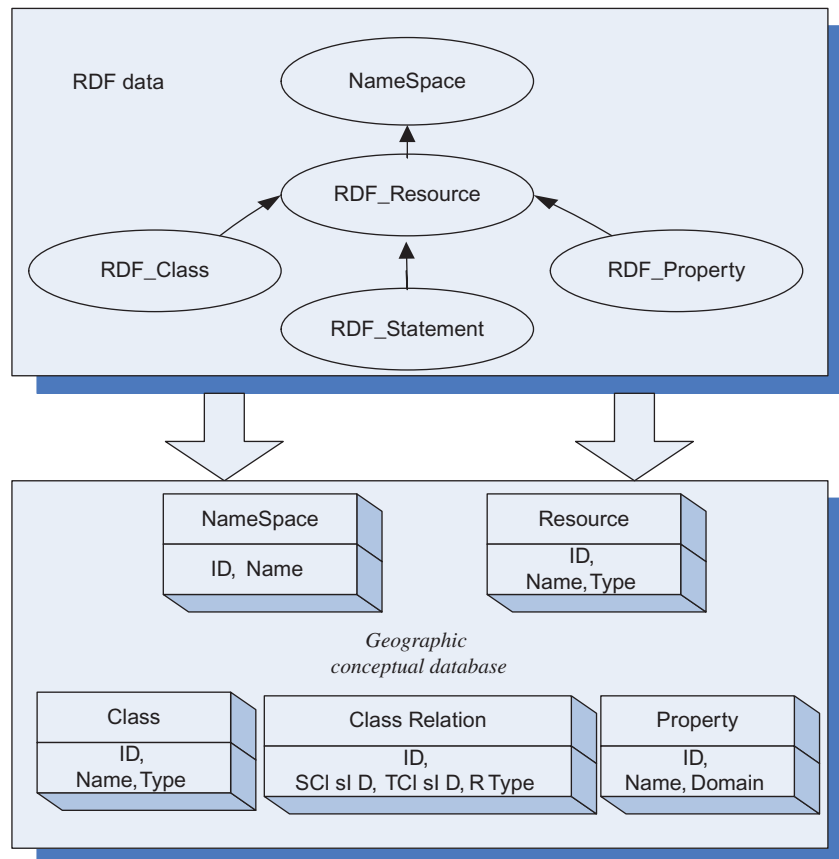 RDF data
NameSpace
RDF_Resource
RDF_Class
RDF_Property
RDF_Statement
NameSpace
ID, Name
Resource
ID,
Name,Type
Geographic
conceptual database
Class
ID,
Name,Type
Class Relation
ID,
SCl sI D, TCl sI D, R Type
Property
ID,
Name, Domain